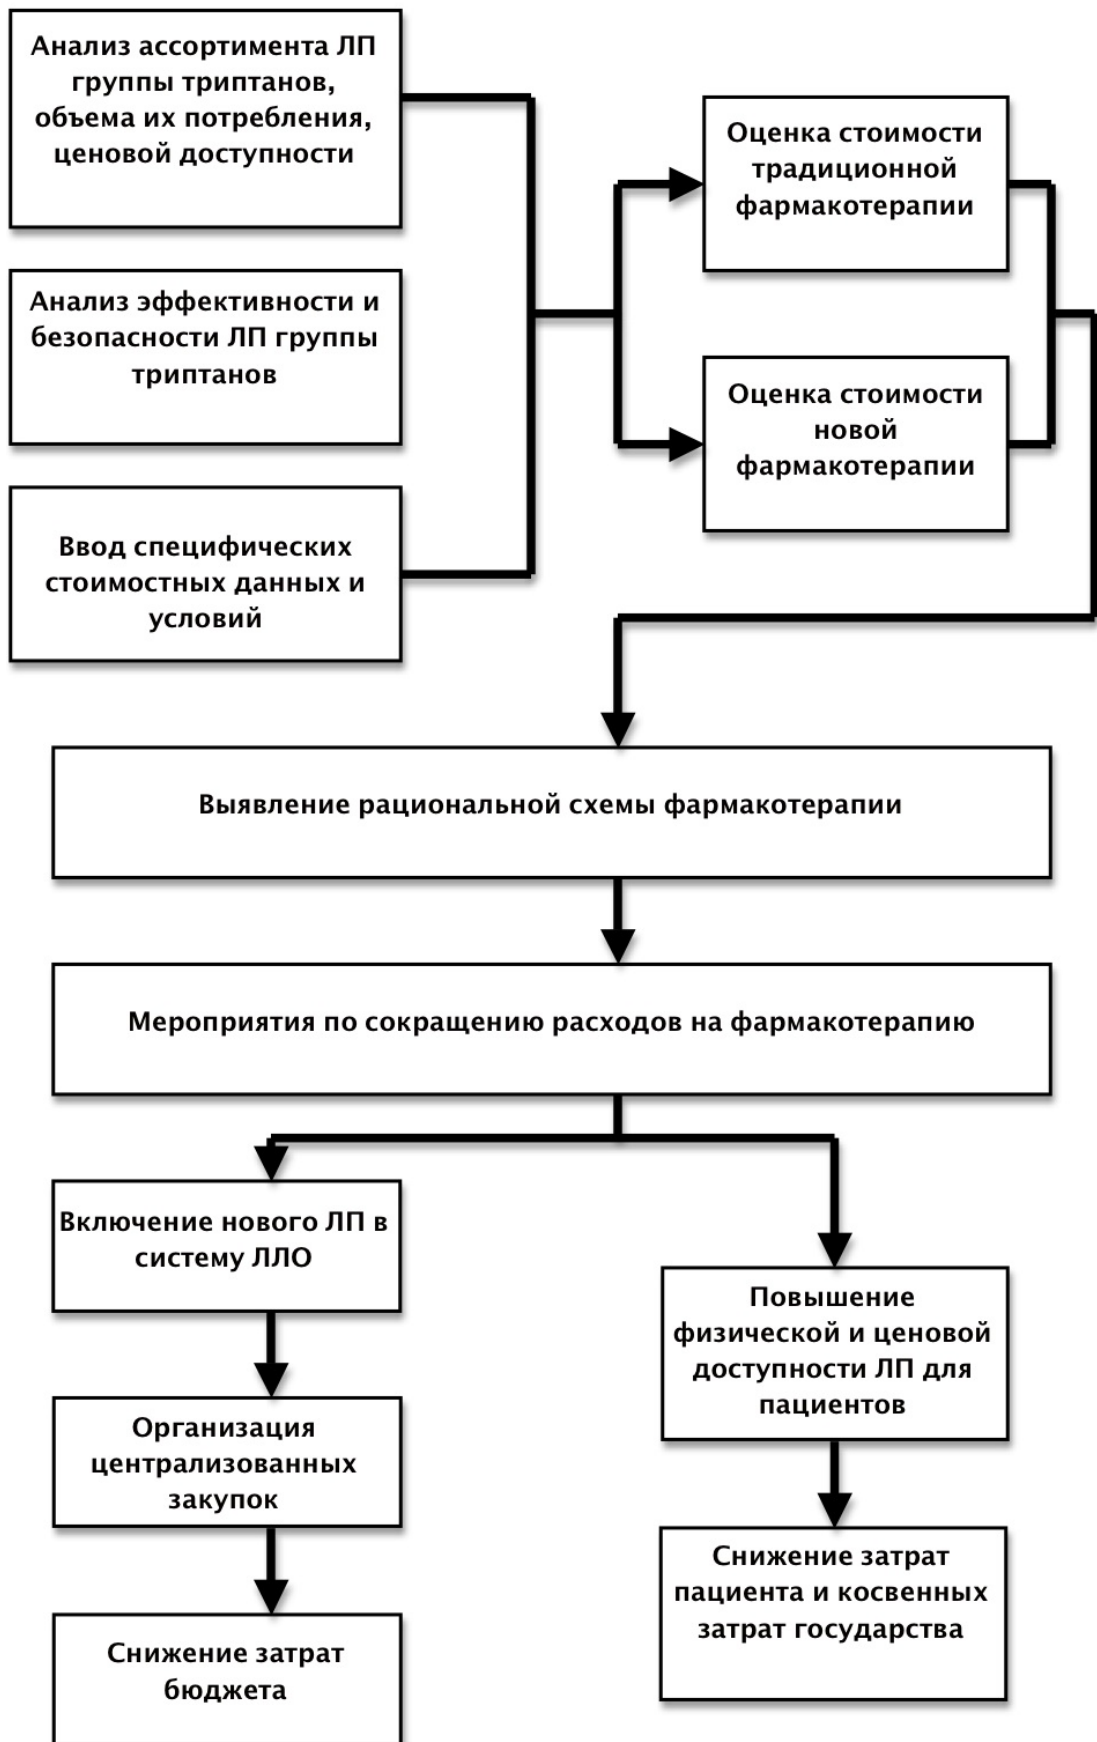 Анализ ассортимента ЛП
группы триптанов,
объема их потребления,
ценовой доступности
Анализ эффективности и
безопасности ЛП группы
триптанов
Ввод специфических
стоимостных данных и
условий
Оценка стоимости
традиционной
фармакотерапии
Оценка стоимости
новой
фармакотерапии
Выявление рациональной схемы фармакотерапии
Мероприятия по сокращению расходов на фармакотерапию
Включение нового ЛП в
систему ЛЛО
Организация
централизованных
закупок
Снижение затрат
бюджета
Повышение
физической и ценовой
доступности ЛП для
пациентов
Снижение затрат
пациента и косвенных
затрат государства